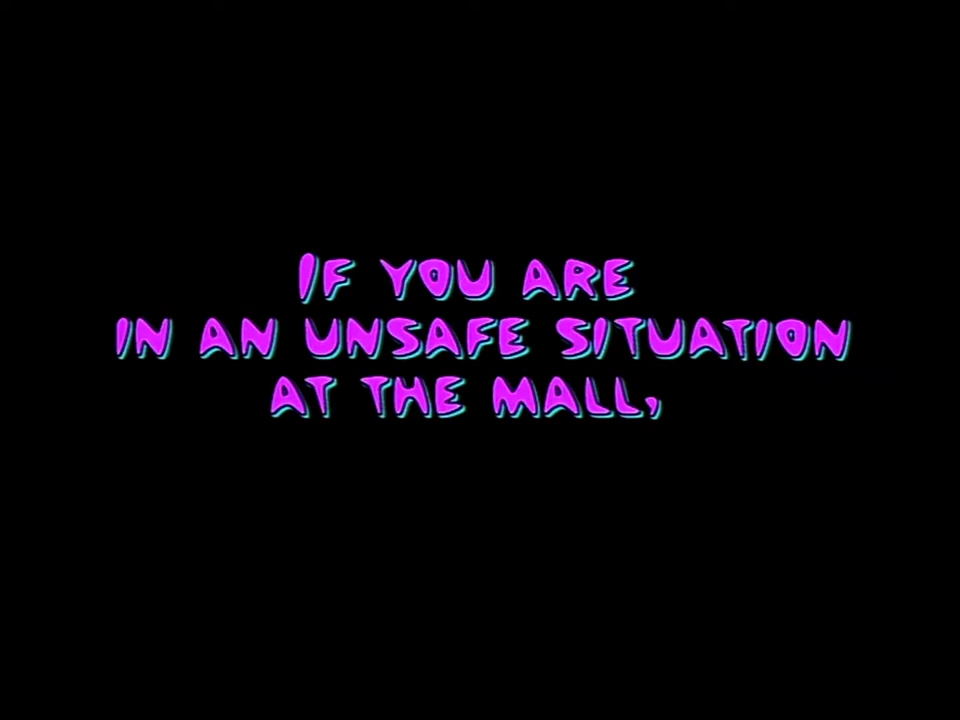 If you are
in an unsafe situation
at the mall,